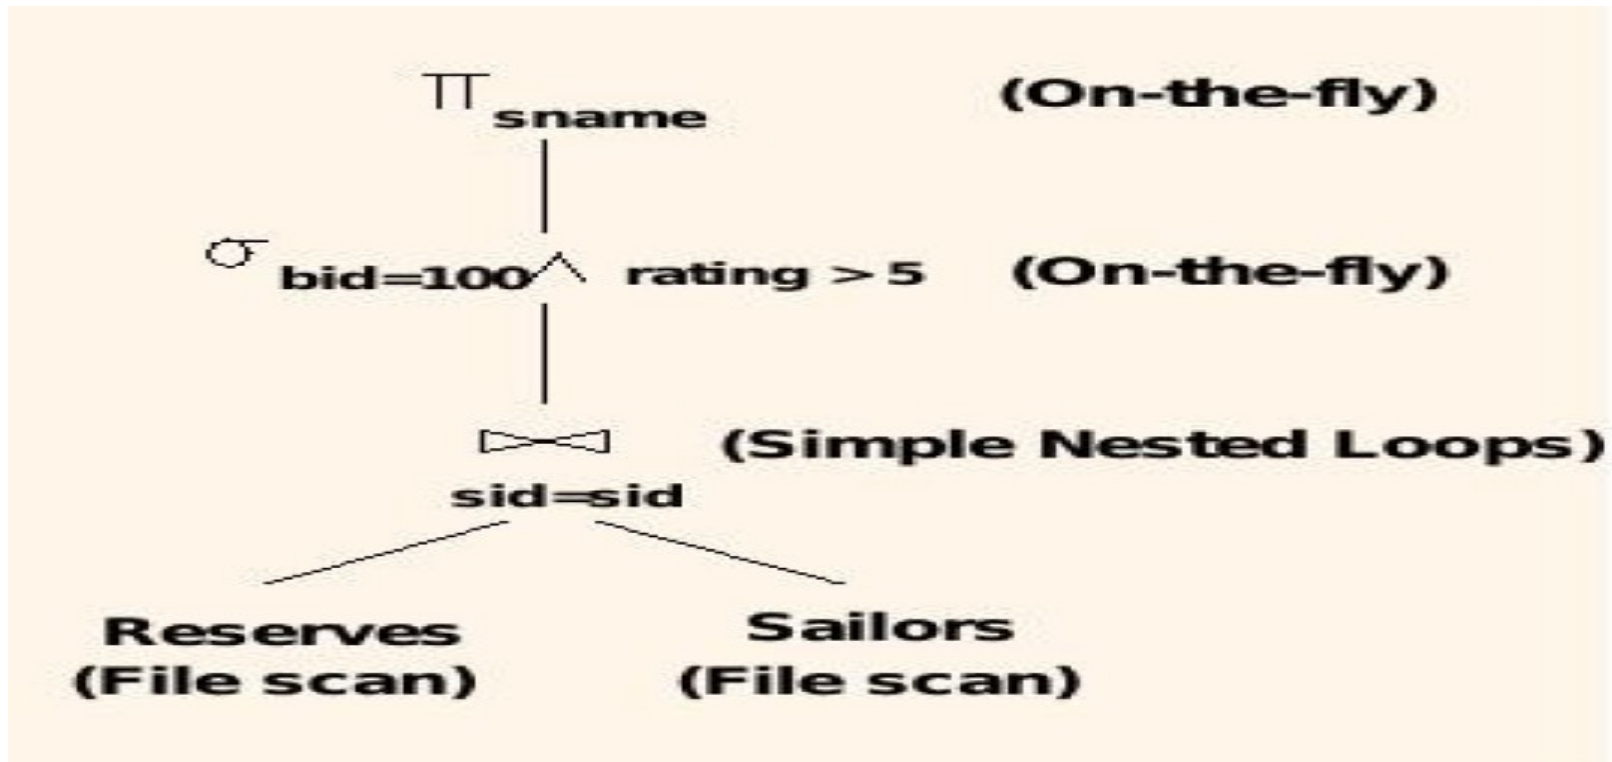 π sname (On-the-fly)
σ bid=100 ∧ rating > 5 (On-the-fly)
⋈ (Simple Nested Loops)
sid=sid
Reserves Sailors
(File scan) (File scan)